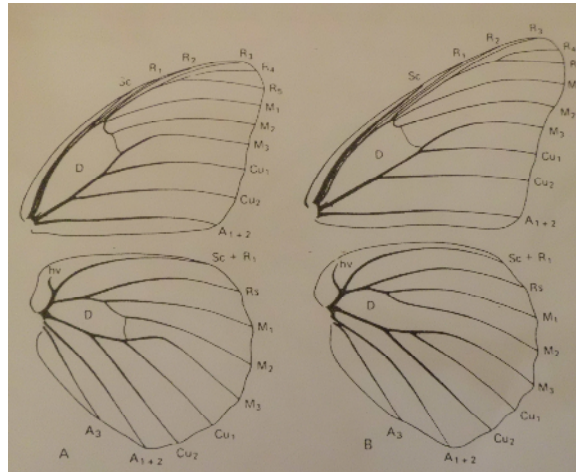 Sc
R1
R2
R3
R4
R5
M1
M2
M3
Cu1
Cu2
A1+2
D
hv
Sc + R1
Rs
M1
M2
M3
Cu1
Cu2
A1+2
A3
D
A
Sc
R1
R2
R3
R4
R
M
M2
M3
Cu1
Cu2
A1+2
D
hv
Sc + R1
Rs
M1
M2
M3
Cu1
Cu2
A1+2
A3
D
B